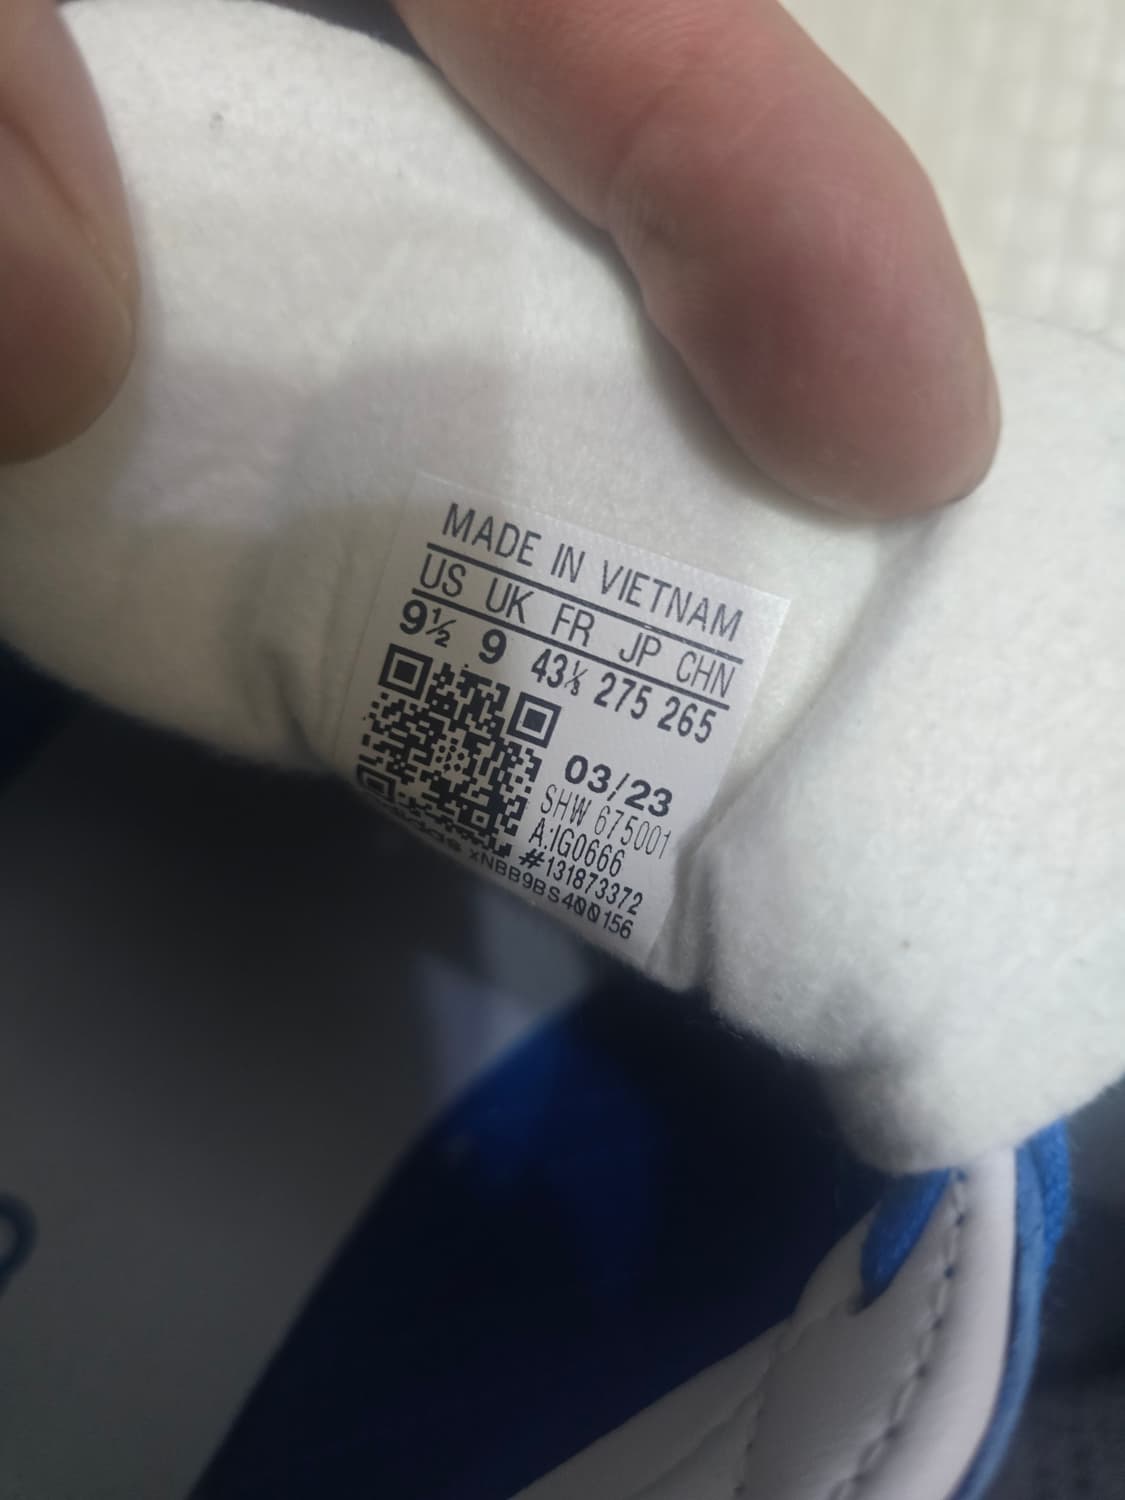 MADE IN VIETNAM
US UK FR JP CHN
9½ 9 43⅓ 275 265
03/23
SHW 675001
A:IG0666
#131873372
adidas xNBB9BS400156